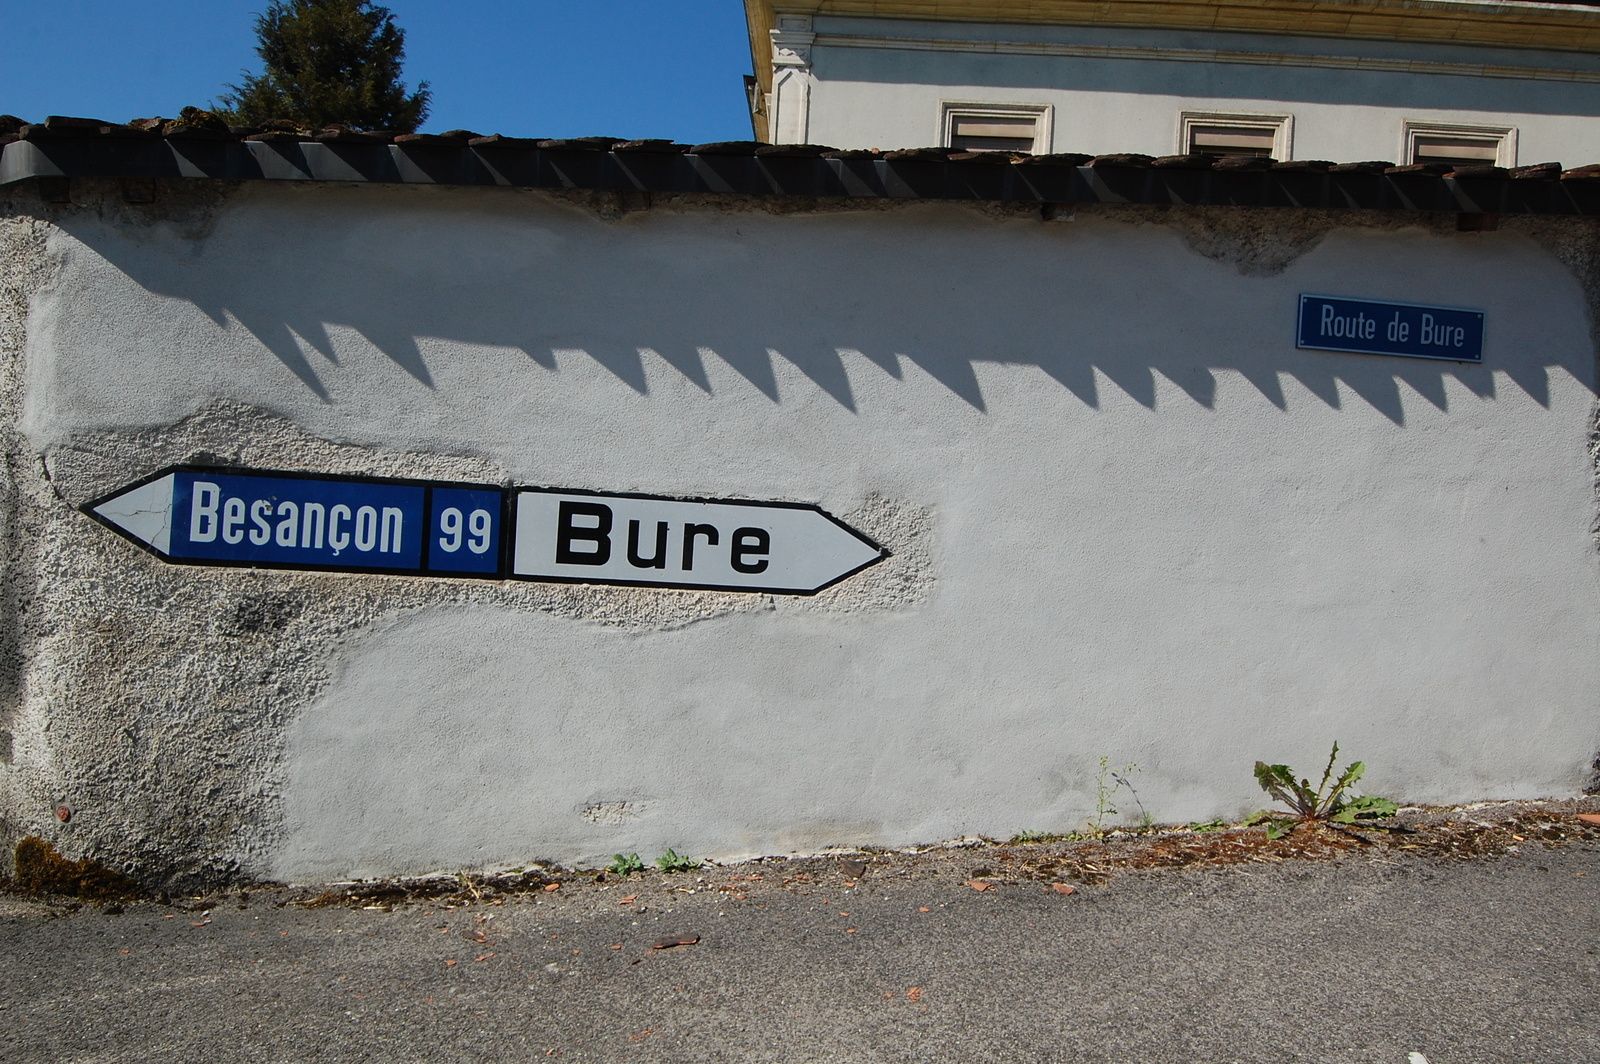 Route de Bure
Besançon 99
Bure